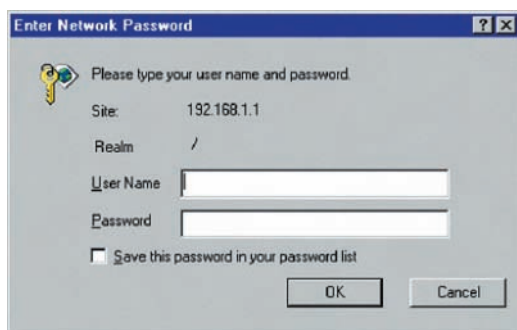 Enter Network Password
? X
Please type your user name and password.
Site: 192.168.1.1
Realm /
User Name
Password
Save this password in your password list
OK Cancel